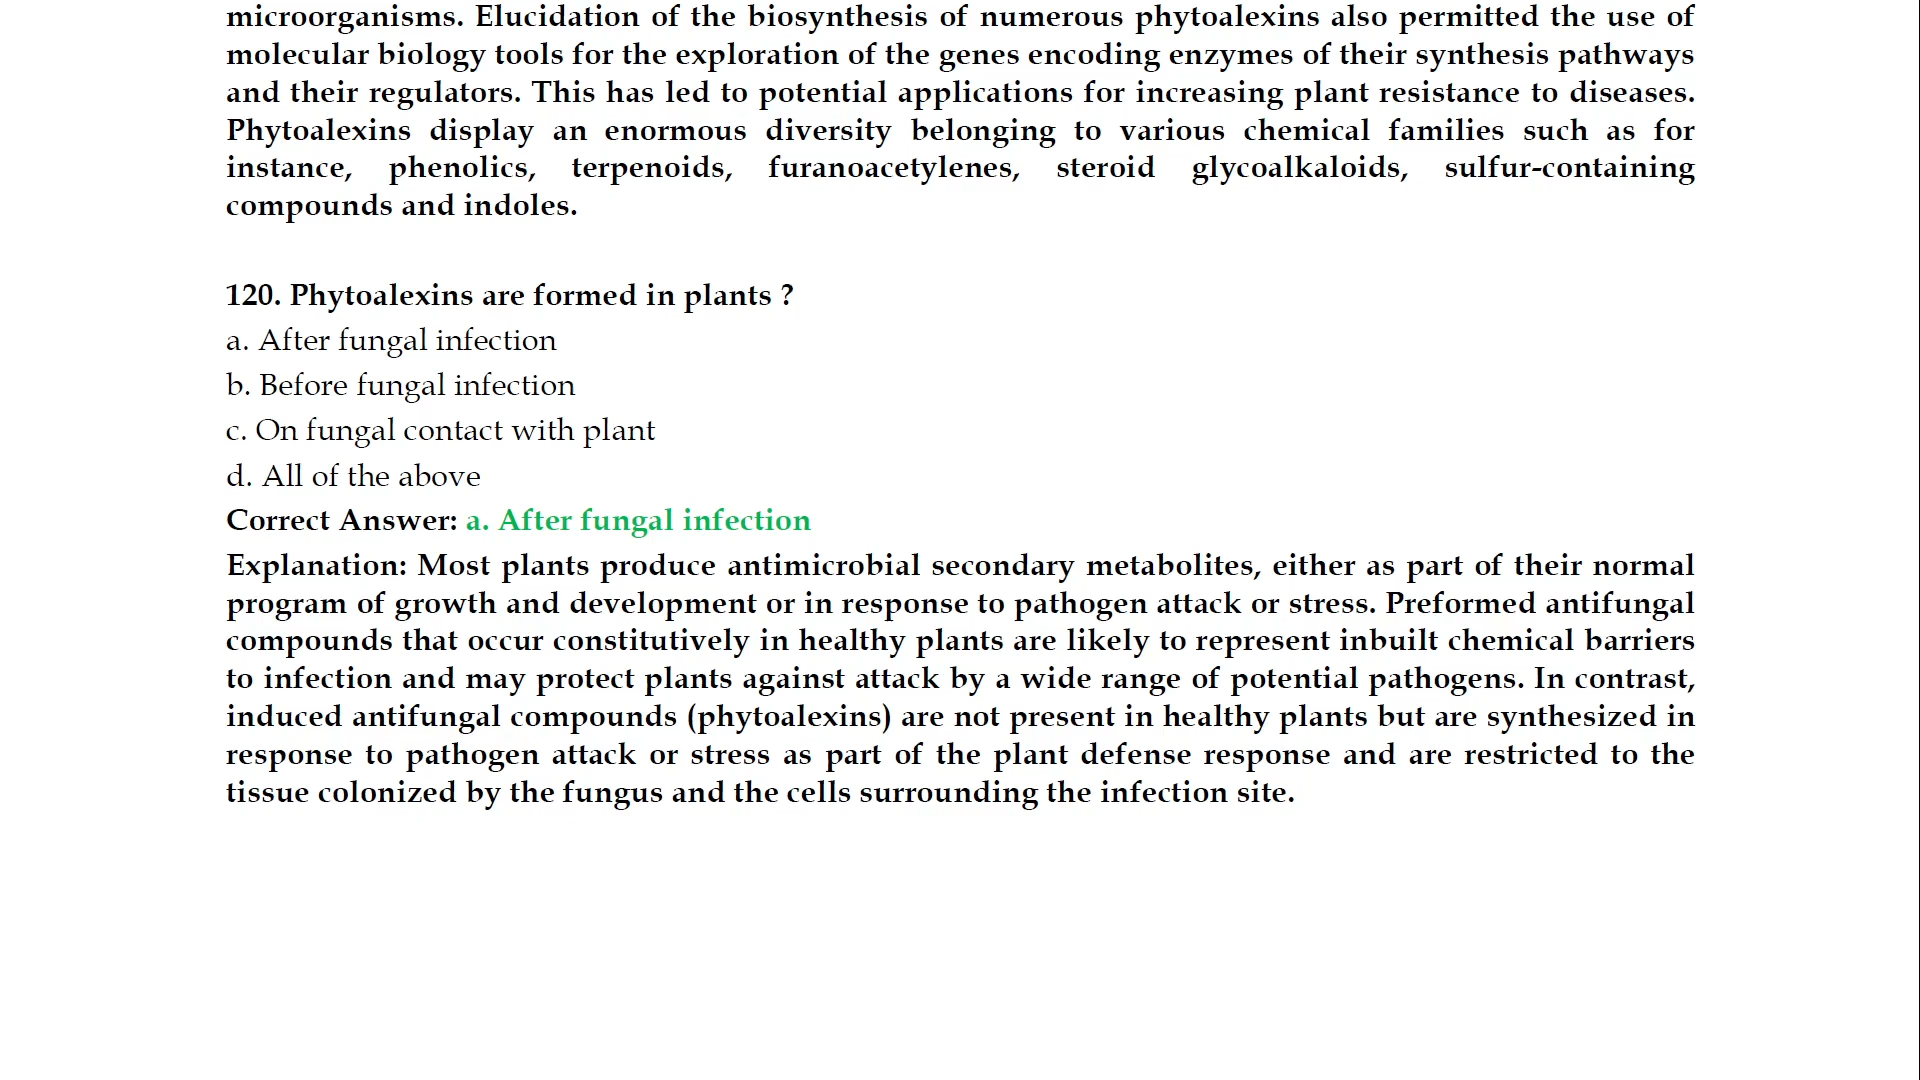 microorganisms. Elucidation of the biosynthesis of numerous phytoalexins also permitted the use of
molecular biology tools for the exploration of the genes encoding enzymes of their synthesis pathways
and their regulators. This has led to potential applications for increasing plant resistance to diseases.
Phytoalexins display an enormous diversity belonging to various chemical families such as for
instance, phenolics, terpenoids, furanoacetylenes, steroid glycoalkaloids, sulfur-containing
compounds and indoles.
120. Phytoalexins are formed in plants ?
a. After fungal infection
b. Before fungal infection
c. On fungal contact with plant
d. All of the above
Correct Answer: a. After fungal infection
Explanation: Most plants produce antimicrobial secondary metabolites, either as part of their normal
program of growth and development or in response to pathogen attack or stress. Preformed antifungal
compounds that occur constitutively in healthy plants are likely to represent inbuilt chemical barriers
to infection and may protect plants against attack by a wide range of potential pathogens. In contrast,
induced antifungal compounds (phytoalexins) are not present in healthy plants but are synthesized in
response to pathogen attack or stress as part of the plant defense response and are restricted to the
tissue colonized by the fungus and the cells surrounding the infection site.